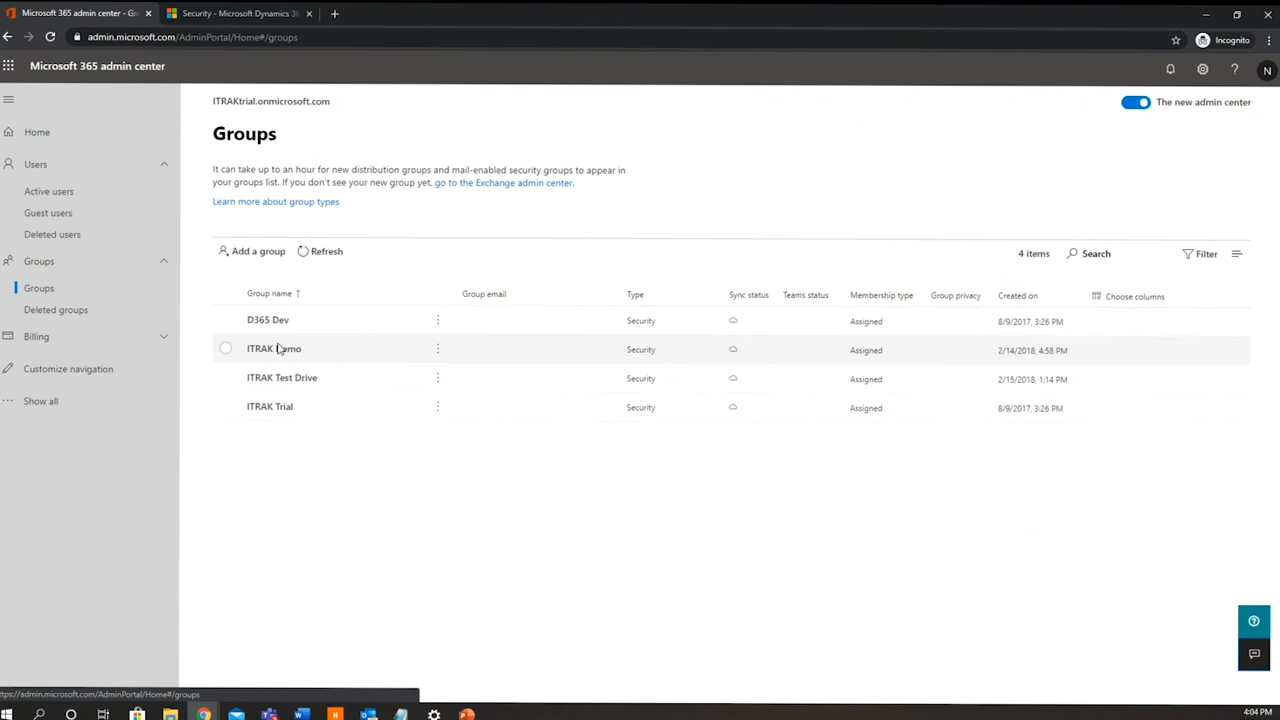 Microsoft 365 admin center - Gr
Security - Microsoft Dynamics 36
admin.microsoft.com/AdminPortal/Home#/groups
Incognito
Microsoft 365 admin center
N
ITRAKtrial.onmicrosoft.com
The new admin center
Groups
It can take up to an hour for new distribution groups and mail-enabled security groups to appear in
your groups list. If you don't see your new group yet, go to the Exchange admin center.
Learn more about group types
Home
Users
Active users
Guest users
Deleted users
Groups
Groups
Deleted groups
Billing
Customize navigation
Show all
Add a group
Refresh
4 items
Search
Filter
Group name ↑
Group email
Type
Sync status
Teams status
Membership type
Group privacy
Created on
Choose columns
D365 Dev
Security
Assigned
8/9/2017, 3:26 PM
ITRAK Demo
Security
Assigned
2/14/2018, 4:58 PM
ITRAK Test Drive
Security
Assigned
2/15/2018, 1:14 PM
ITRAK Trial
Security
Assigned
8/9/2017, 3:26 PM
ttps://admin.microsoft.com/AdminPortal/Home#/groups
4:04 PM